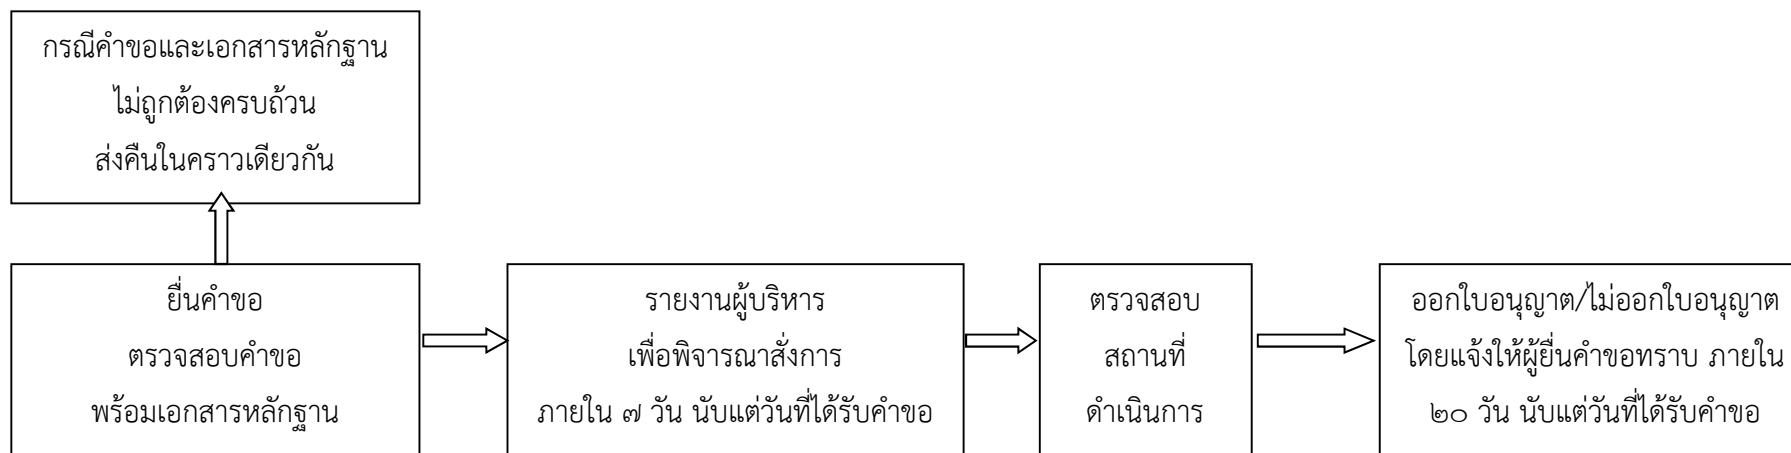 กรณีคำขอและเอกสารหลักฐาน
ไม่ถูกต้องครบถ้วน
ส่งคืนในคราวเดียวกัน
ยื่นคำขอ
ตรวจสอบคำขอ
พร้อมเอกสารหลักฐาน
รายงานผู้บริหาร
เพื่อพิจารณาสั่งการ
ภายใน ๗ วัน นับแต่วันที่ได้รับคำขอ
ตรวจสอบ
สถานที่
ดำเนินการ
ออกใบอนุญาต/ไม่ออกใบอนุญาต
โดยแจ้งให้ผู้ยื่นคำขอทราบ ภายใน
๒๐ วัน นับแต่วันที่ได้รับคำขอ